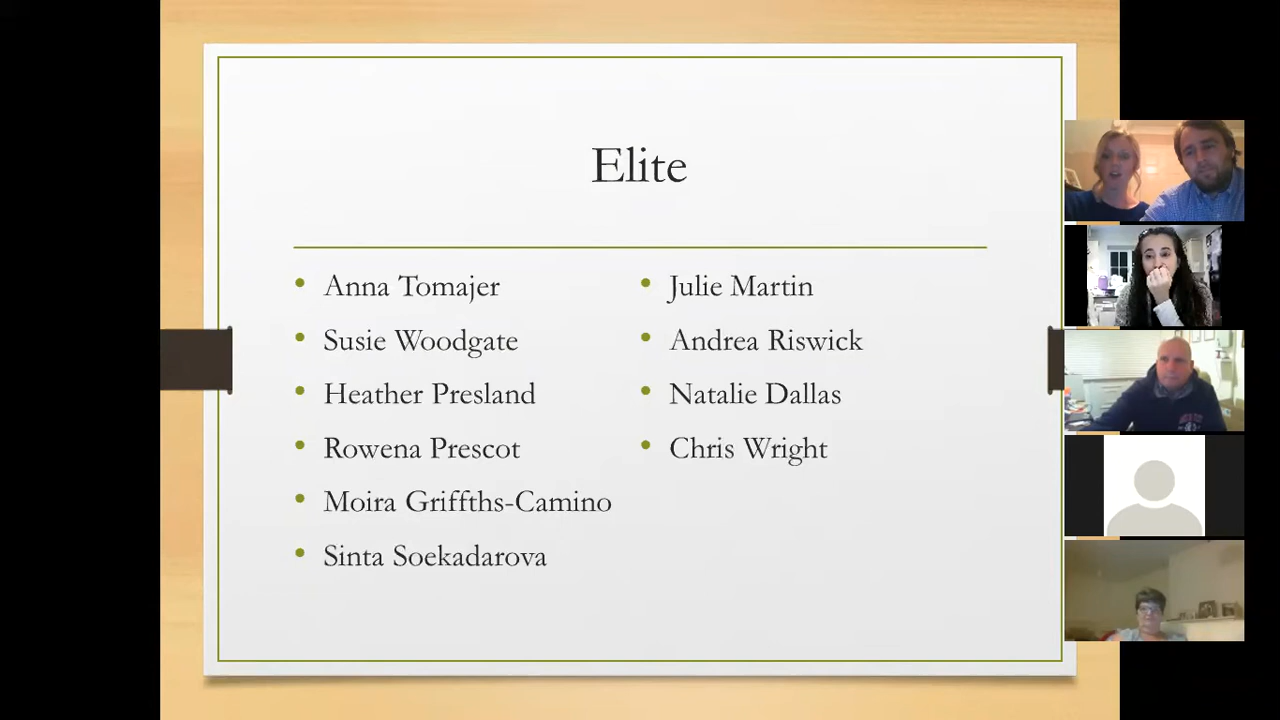 Elite
Anna Tomajer
Susie Woodgate
Heather Presland
Rowena Prescot
Moira Griffths-Camino
Sinta Soekadarova
Julie Martin
Andrea Riswick
Natalie Dallas
Chris Wright